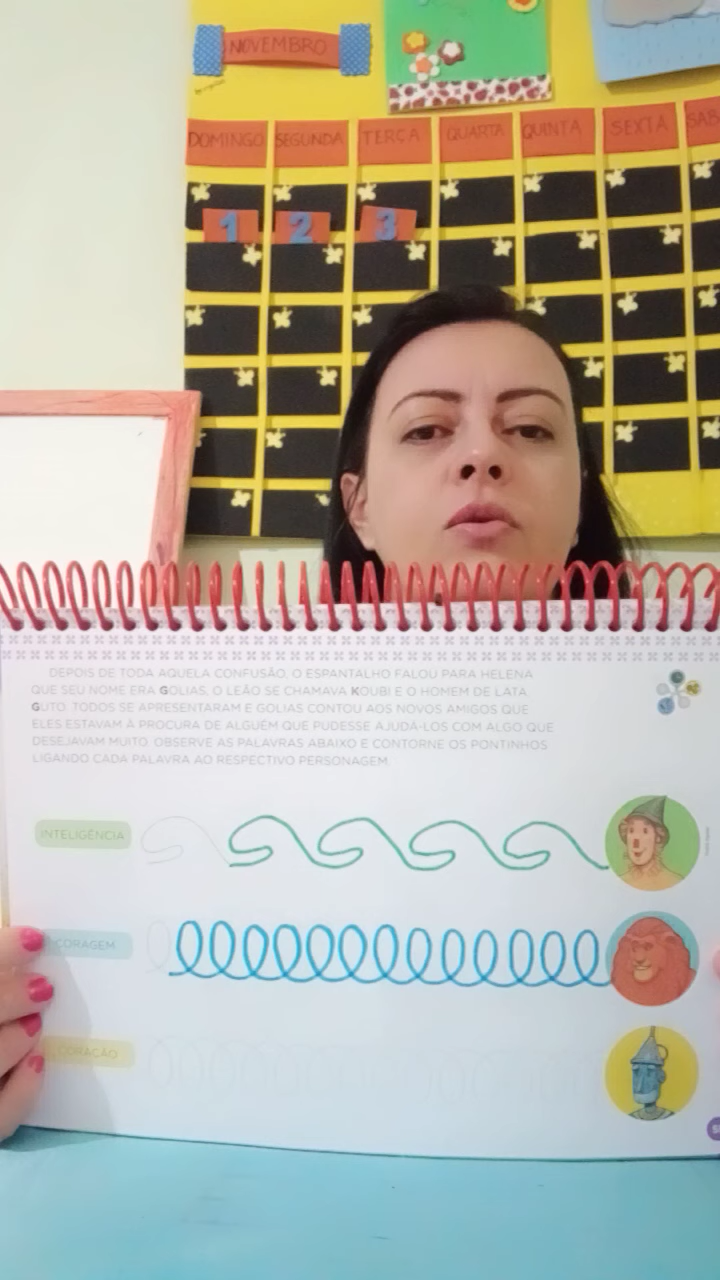 NOVEMBRO
DOMINGO SEGUNDA TERÇA QUARTA QUINTA SEXTA SAB
1 2 3
DEPOIS DE TODA AQUELA CONFUSÃO, O ESPANTALHO FALOU PARA HELENA
QUE SEU NOME ERA GOLIAS, O LEÃO SE CHAMAVA KOUBI E O HOMEM DE LATA,
GUTO. TODOS SE APRESENTARAM E GOLIAS CONTOU AOS NOVOS AMIGOS QUE
ELES ESTAVAM À PROCURA DE ALGUÉM QUE PUDESSE AJUDÁ-LOS COM ALGO QUE
DESEJAVAM MUITO. OBSERVE AS PALAVRAS ABAIXO E CONTORNE OS PONTINHOS
LIGANDO CADA PALAVRA AO RESPECTIVO PERSONAGEM.
INTELIGÊNCIA
CORAGEM
CORAÇÃO